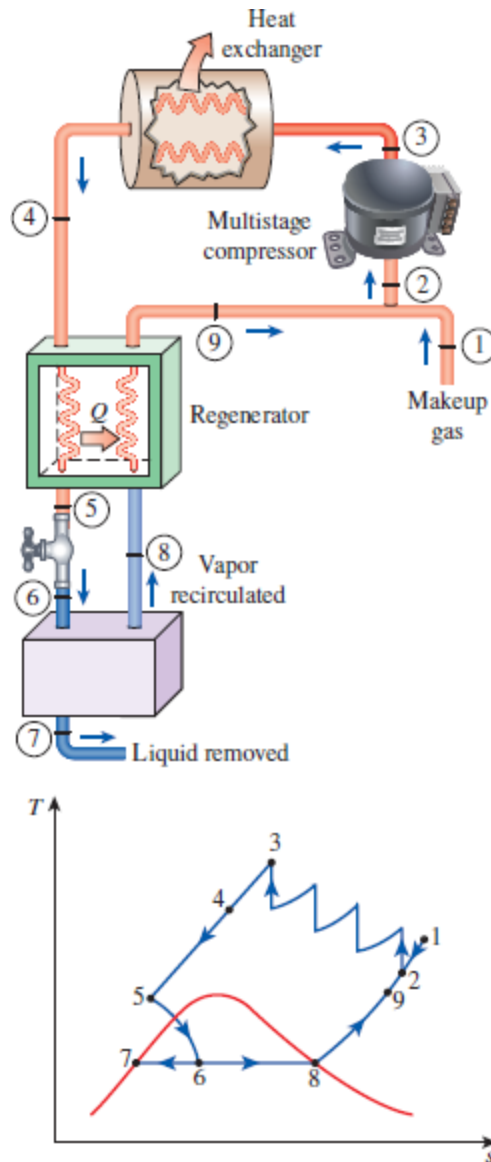 Heat
exchanger
3
4
Multistage
compressor
2
9
1
Makeup
gas
Q
Regenerator
5
8
Vapor
recirculated
6
7
Liquid removed
T
3
4
1
2
9
5
7
6
8
s